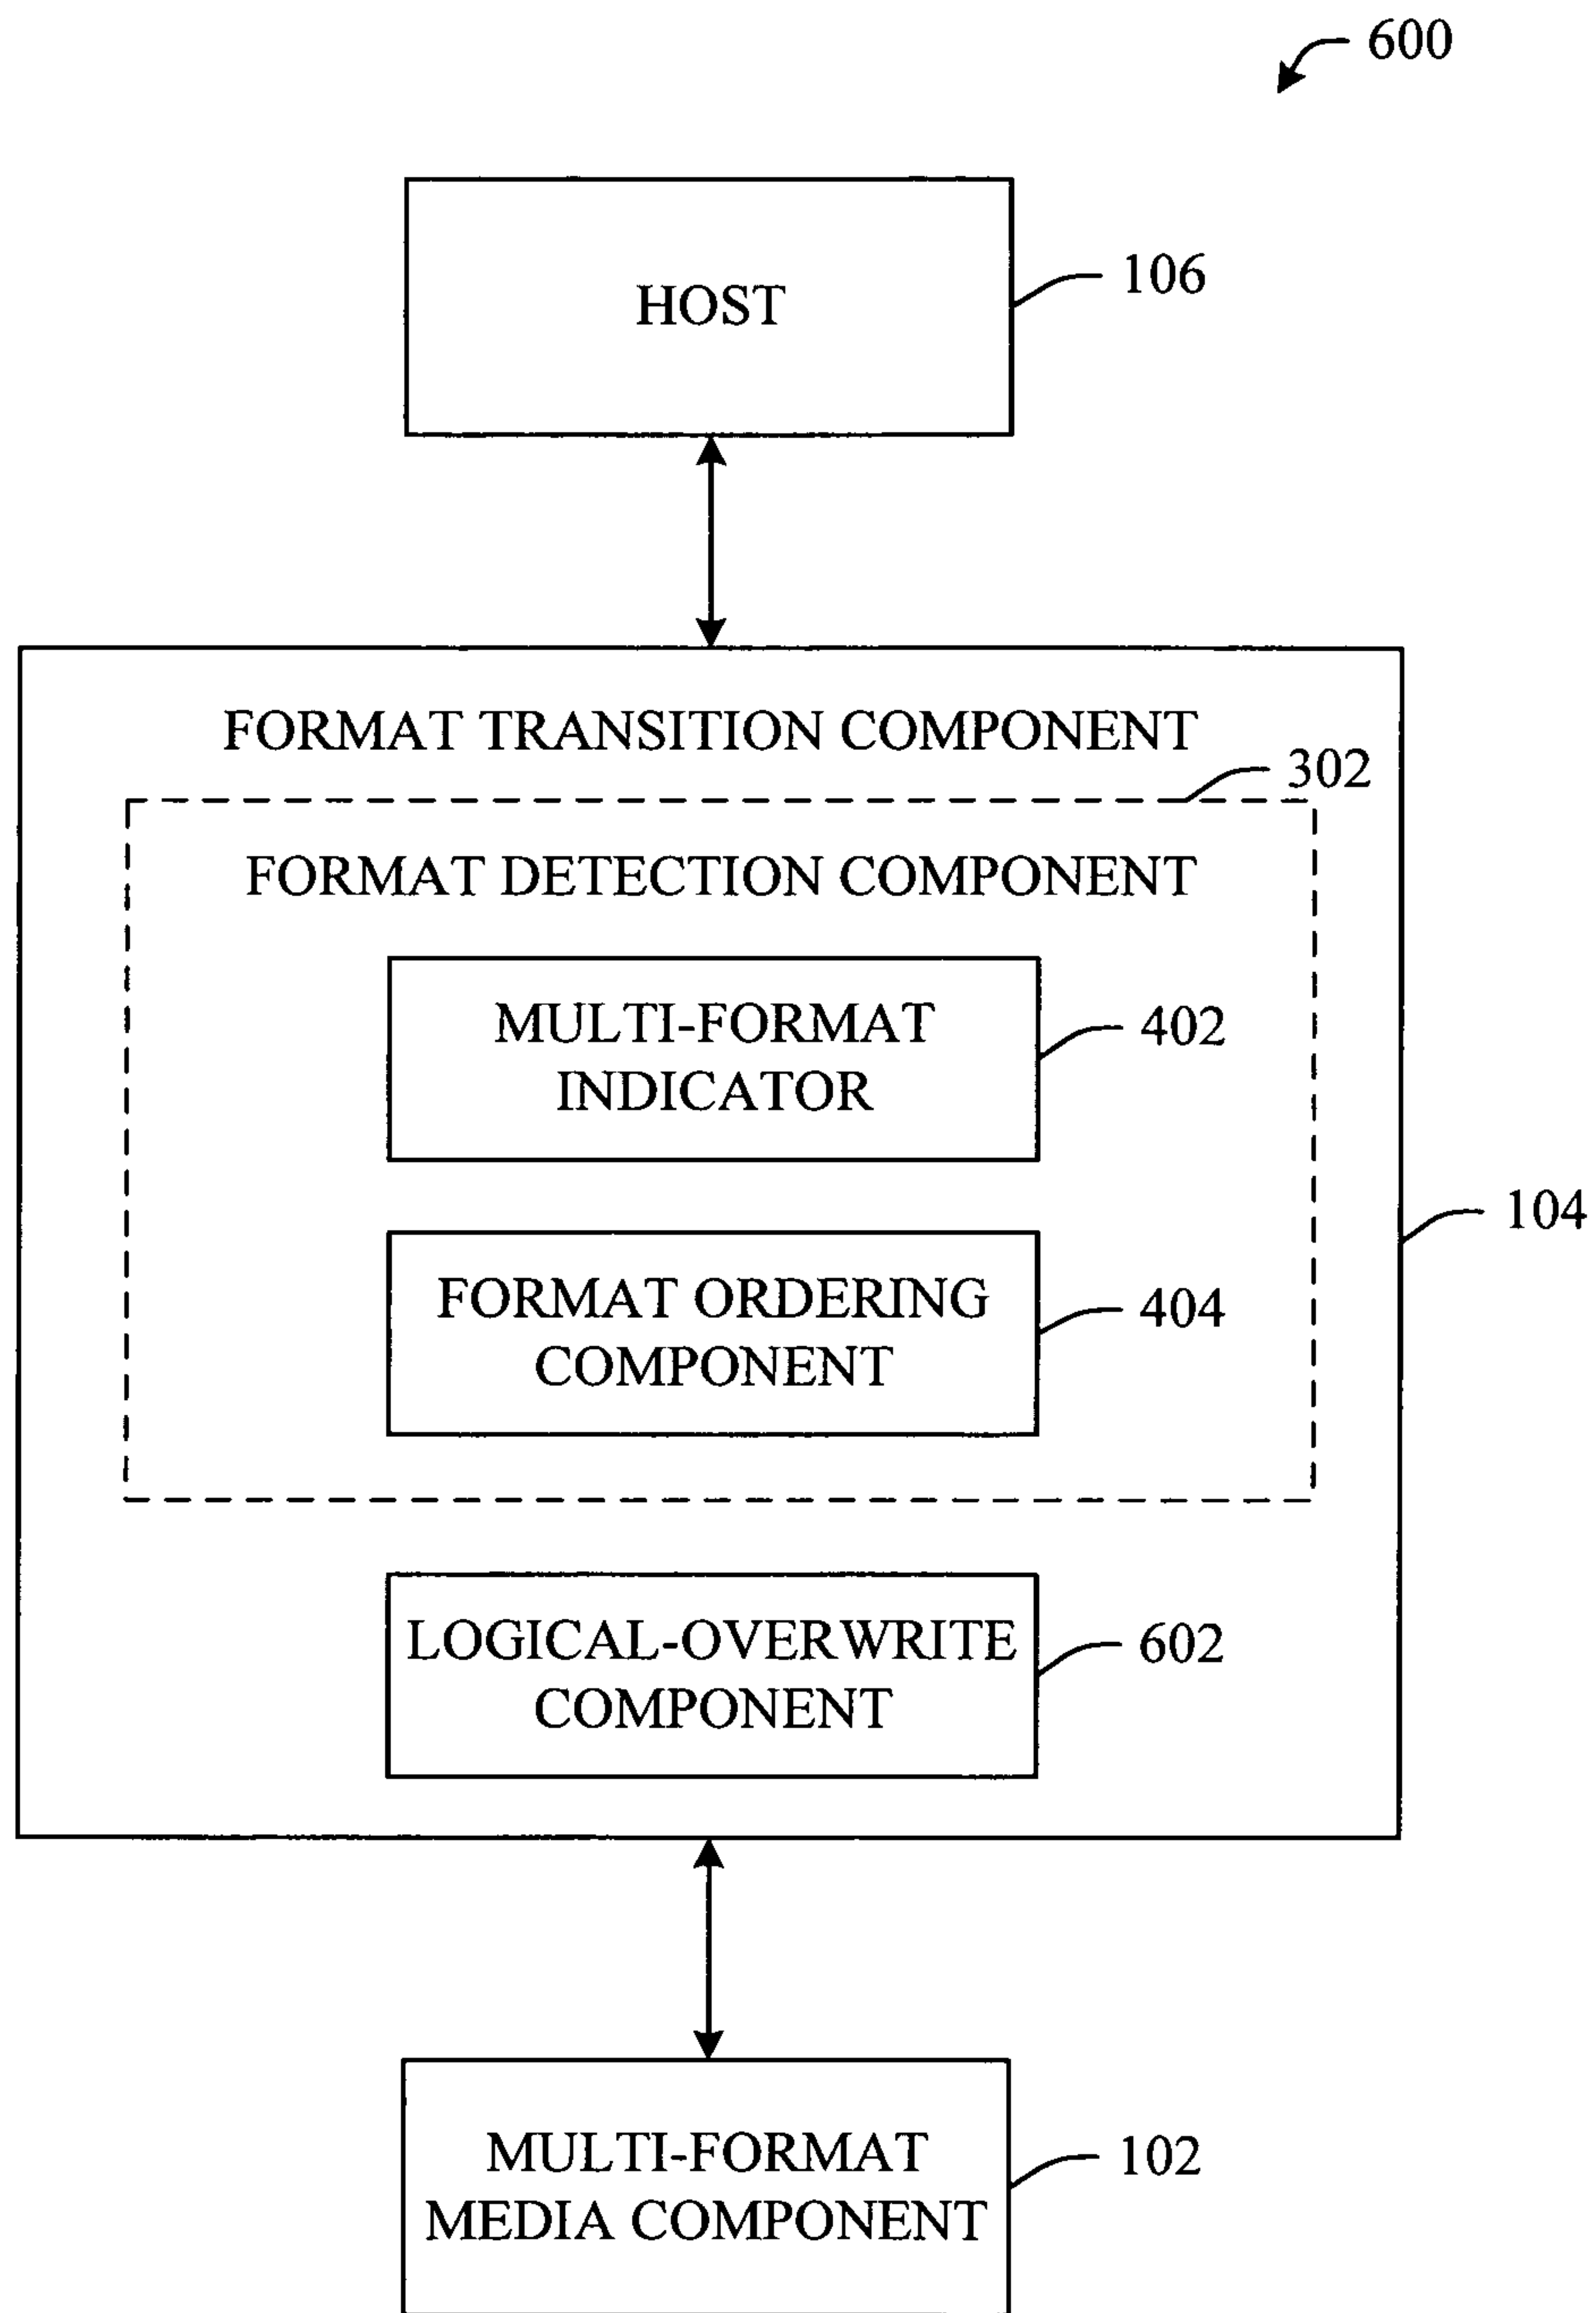 600
HOST
106
FORMAT TRANSITION COMPONENT
302
FORMAT DETECTION COMPONENT
MULTI-FORMAT
INDICATOR
402
104
FORMAT ORDERING
COMPONENT
404
LOGICAL-OVERWRITE
COMPONENT
602
MULTI-FORMAT
MEDIA COMPONENT
102